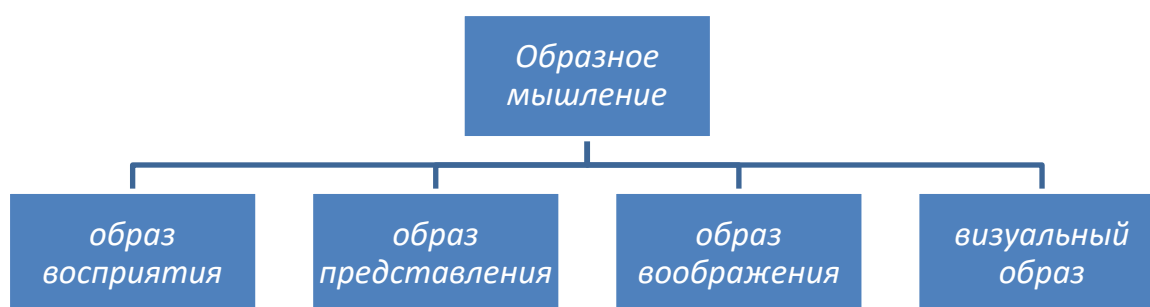 Образное
мышление
образ
восприятия
образ
представления
образ
воображения
визуальный
образ